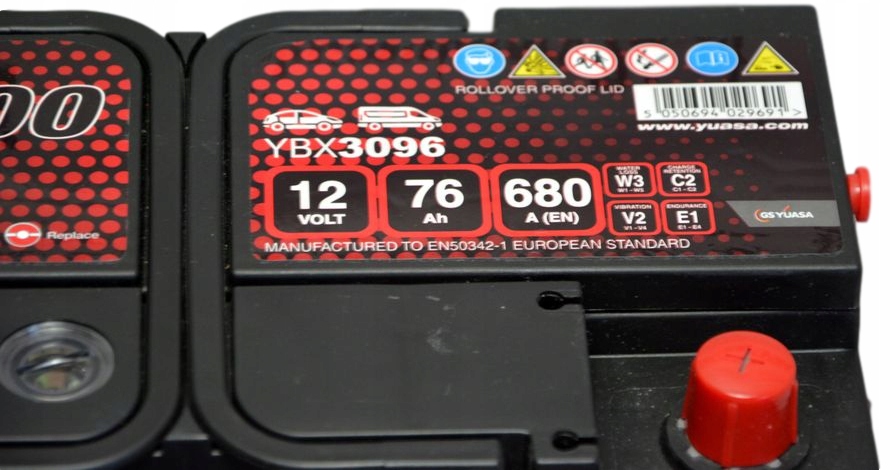 00
Replace
ROLLOVER PROOF LID
5 050694 029691 >
www.yuasa.com
YBX3096
12
VOLT
76
Ah
680
A (EN)
WATER LOSS
W3
W1 - W5
CHARGE RETENTION
C2
C1 - C2
VIBRATION
V2
V1 - V4
ENDURANCE
E1
E1 - E4
GS YUASA
MANUFACTURED TO EN50342-1 EUROPEAN STANDARD
+